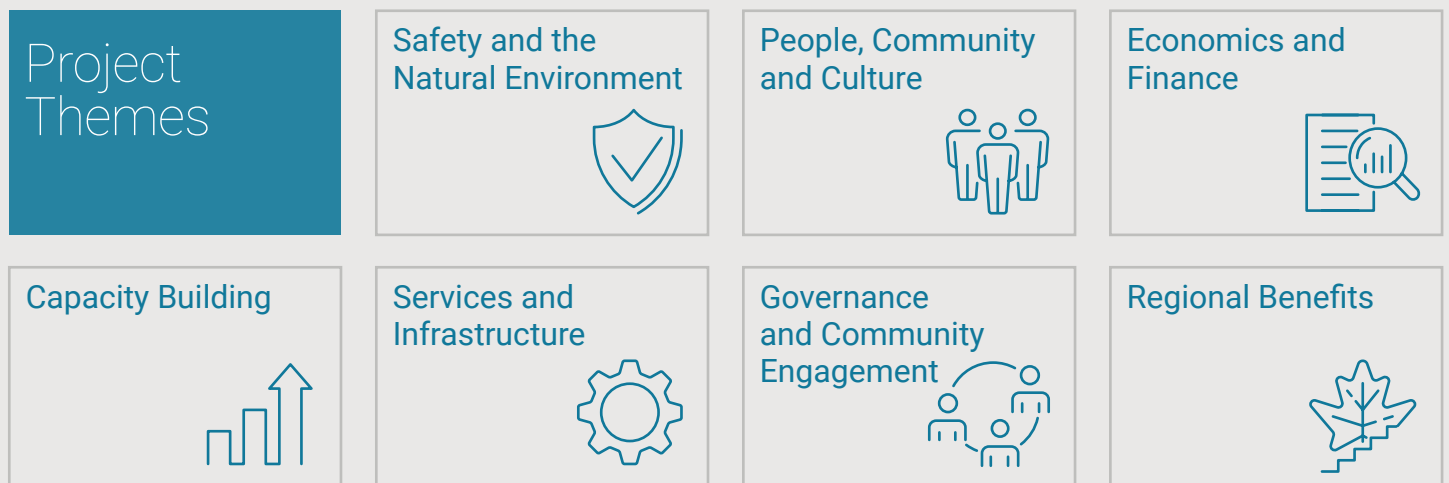 Project
Themes
Safety and the
Natural Environment
People, Community
and Culture
Economics and
Finance
Capacity Building
Services and
Infrastructure
Governance
and Community
Engagement
Regional Benefits